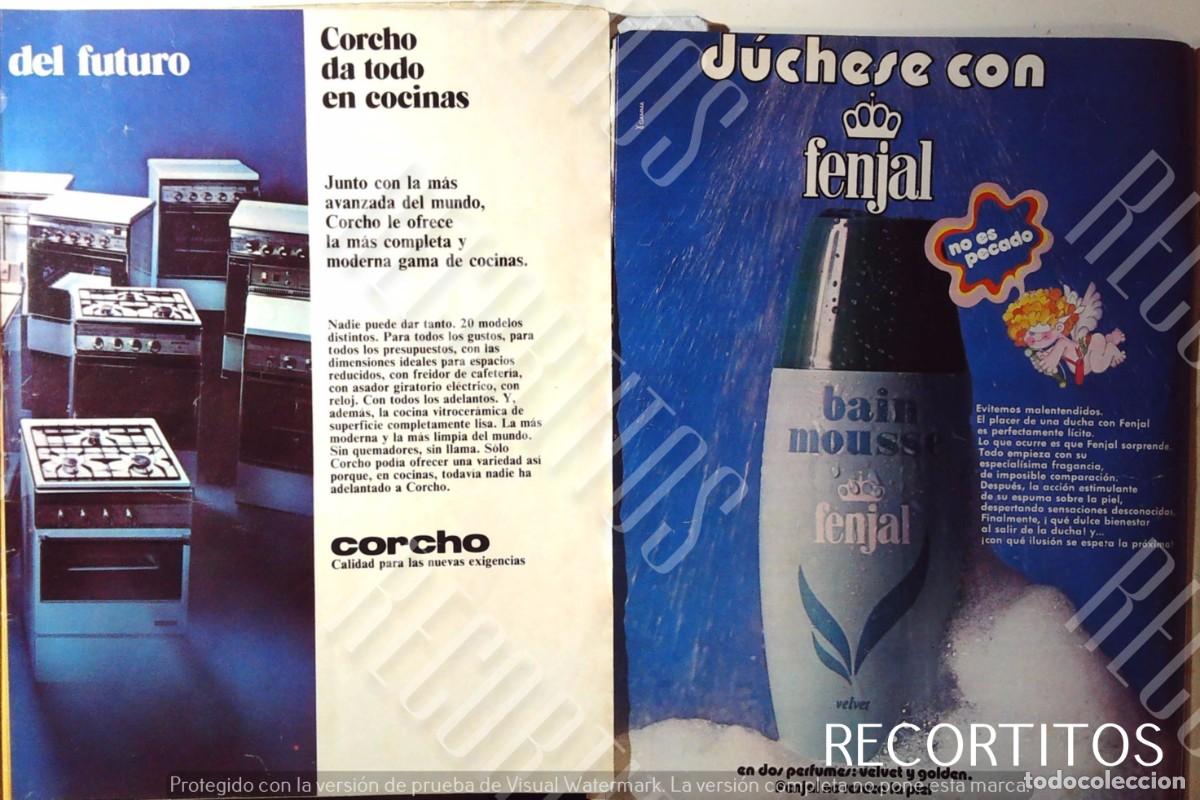 del futuro
Corcho
da todo
en cocinas
Junto con la más
avanzada del mundo,
Corcho le ofrece
la más completa y
moderna gama de cocinas.
Nadie puede dar tanto. 20 modelos
distintos. Para todos los gustos, para
todos los presupuestos, con las
dimensiones ideales para espacios
reducidos, con freidor de cafetería,
con asador giratorio eléctrico, con
reloj. Con todos los adelantos. Y,
además, la cocina vitrocerámica de
superficie completamente lisa. La más
moderna y la más limpia del mundo.
Sin quemadores, sin llama. Sólo
Corcho podía ofrecer una variedad así
porque, en cocinas, todavía nadie ha
adelantado a Corcho.
corcho
Calidad para las nuevas exigencias
dúchese con
fenjal
no es
pecado
bain
mousse
fenjal
velvet
Evitemos malentendidos.
El placer de una ducha con Fenjal
es perfectamente lícito.
Lo que ocurre es que Fenjal sorprende.
Todo empieza con su
especialísima fragancia,
de imposible comparación.
Después, la acción estimulante
de su espuma sobre la piel,
despertando sensaciones desconocidas.
Finalmente, ¡ qué dulce bienestar
al salir de la ducha! y...
¡con qué ilusión se espera la próxima!
en dos perfumes: velvet y golden.
Fenjal no
RECORTITOS
todocoleccion
Protegido con la versión de prueba de Visual Watermark. La versión completa no pone esta marca.
RECORTITOS
RECORTITOS